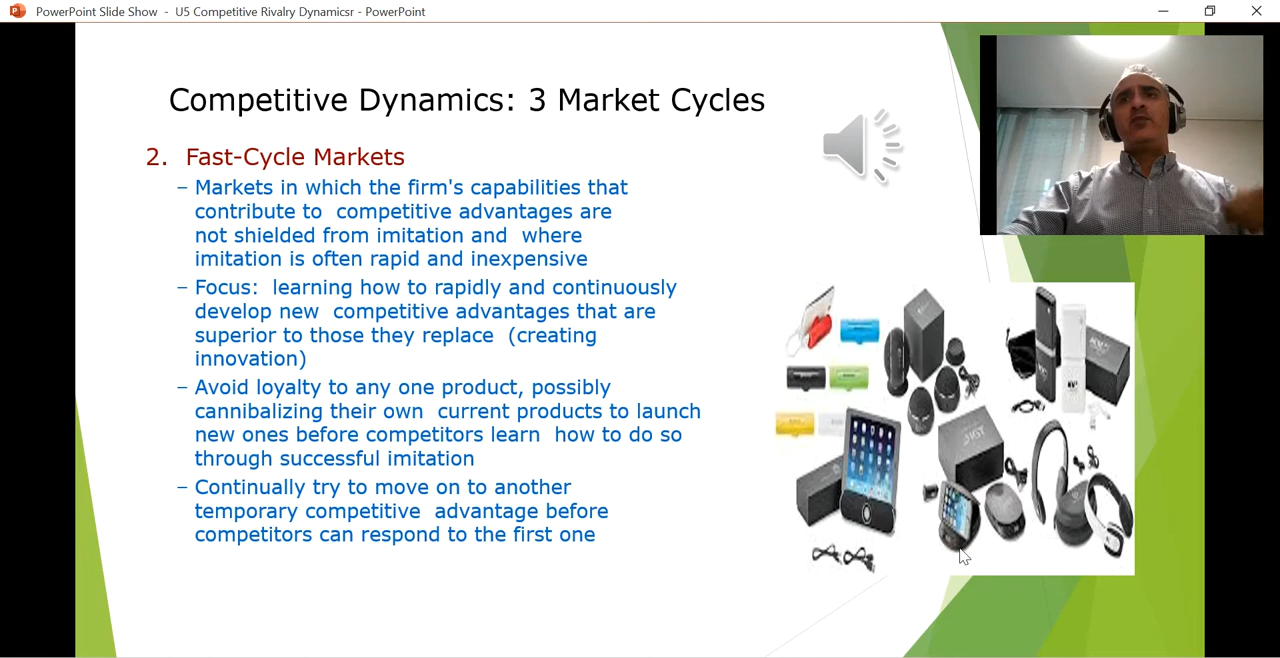 PowerPoint Slide Show - U5 Competitive Rivalry Dynamicsr - PowerPoint
Competitive Dynamics: 3 Market Cycles
2. Fast-Cycle Markets
– Markets in which the firm's capabilities that
contribute to competitive advantages are
not shielded from imitation and where
imitation is often rapid and inexpensive
– Focus: learning how to rapidly and continuously
develop new competitive advantages that are
superior to those they replace (creating
innovation)
– Avoid loyalty to any one product, possibly
cannibalizing their own current products to launch
new ones before competitors learn how to do so
through successful imitation
– Continually try to move on to another
temporary competitive advantage before
competitors can respond to the first one